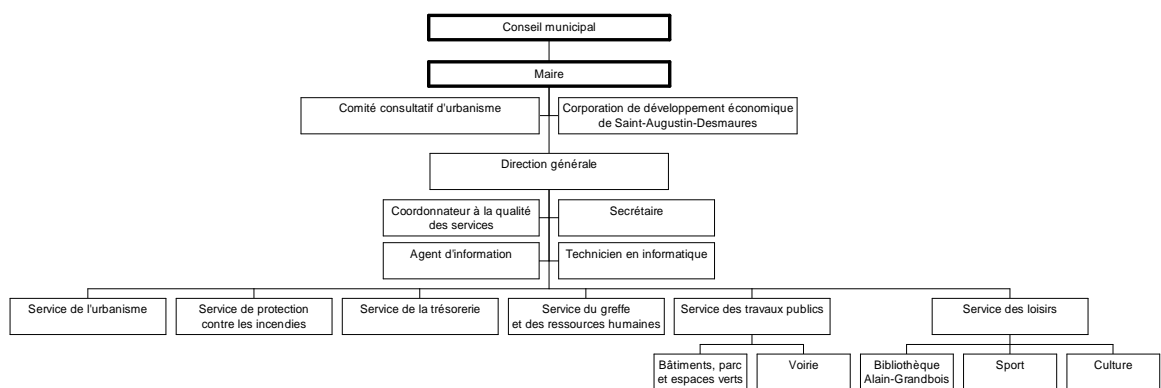 Conseil municipal
Maire
Comité consultatif d'urbanisme
Corporation de développement économique
de Saint-Augustin-Desmaures
Direction générale
Coordonnateur à la qualité
des services
Secrétaire
Agent d'information
Technicien en informatique
Service de l'urbanisme
Service de protection
contre les incendies
Service de la trésorerie
Service du greffe
et des ressources humaines
Service des travaux publics
Service des loisirs
Bâtiments, parc
et espaces verts
Voirie
Bibliothèque
Alain-Grandbois
Sport
Culture